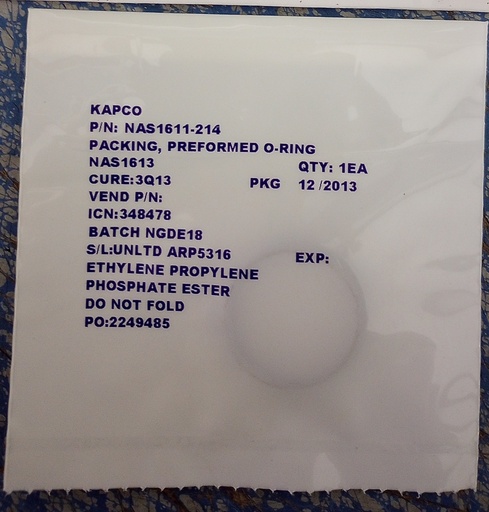 KAPCO
P/N: NAS1611-214
PACKING, PREFORMED O-RING
NAS1613 QTY: 1EA
CURE:3Q13 PKG 12 /2013
VEND P/N:
ICN:348478
BATCH NGDE18
S/L:UNLTD ARP5316 EXP:
ETHYLENE PROPYLENE
PHOSPHATE ESTER
DO NOT FOLD
PO:2249485